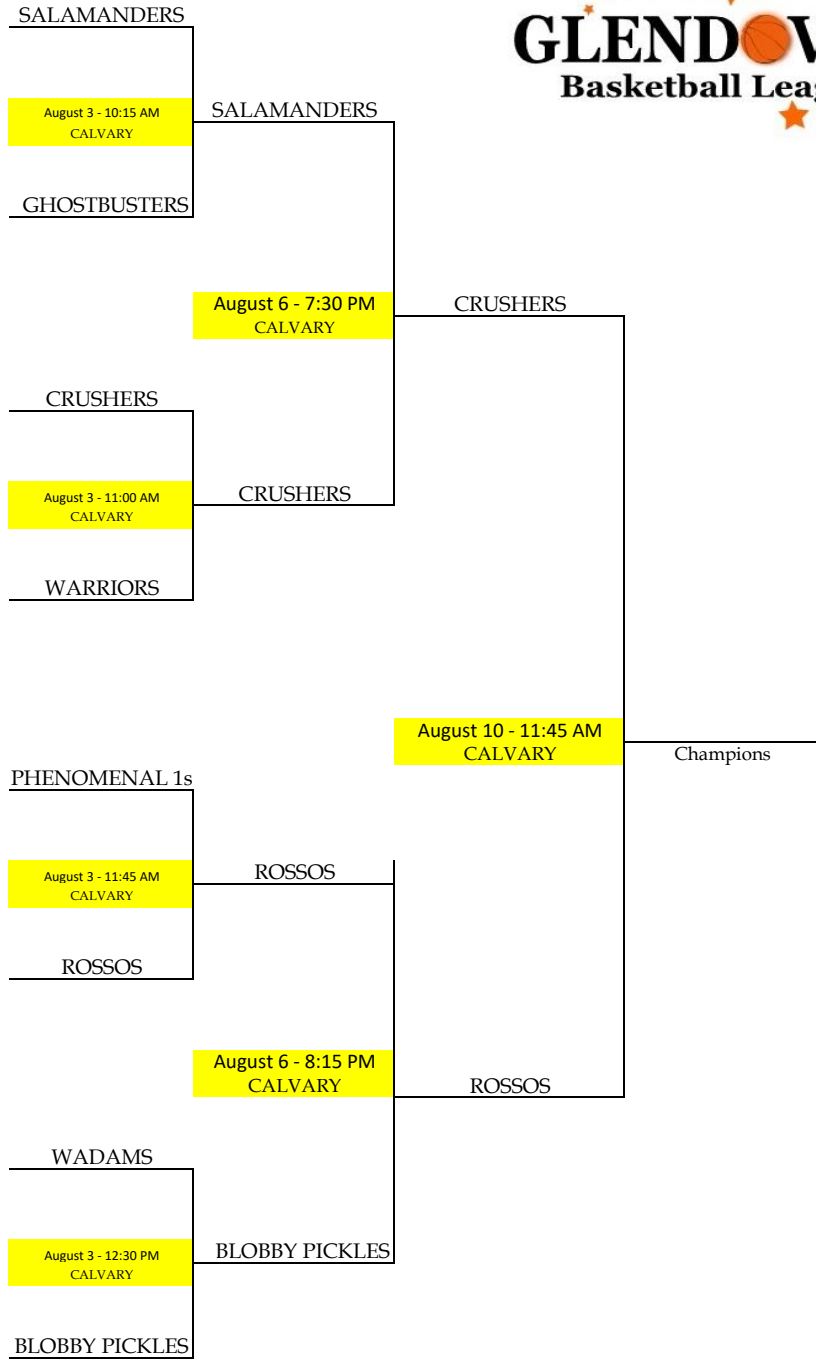 SALAMANDERS
August 3 - 10:15 AM
CALVARY
SALAMANDERS
GHOSTBUSTERS
August 6 - 7:30 PM
CALVARY
CRUSHERS
CRUSHERS
August 3 - 11:00 AM
CALVARY
CRUSHERS
WARRIORS
August 10 - 11:45 AM
CALVARY
Champions
PHENOMENAL 1s
August 3 - 11:45 AM
CALVARY
ROSSOS
ROSSOS
August 6 - 8:15 PM
CALVARY
ROSSOS
WADAMS
August 3 - 12:30 PM
CALVARY
BLOBBY PICKLES
BLOBBY PICKLES
Basketball